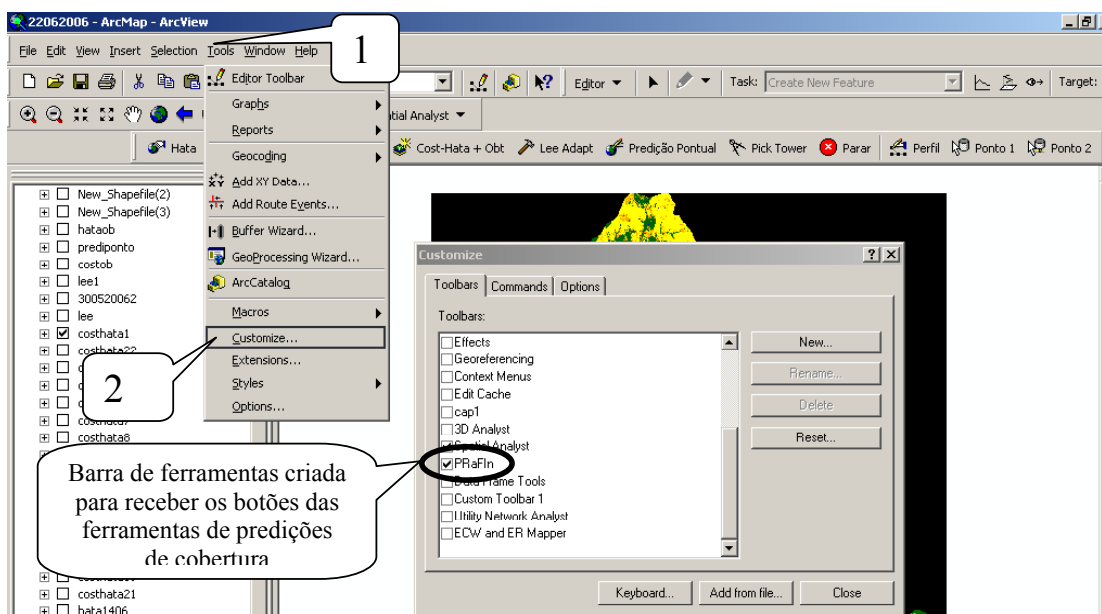 22062006 - ArcMap - ArcView
File Edit View Insert Selection Tools Window Help
1
Editor Toolbar
Graphs
Reports
Geocoding
Add XY Data...
Add Route Events...
Buffer Wizard...
GeoProcessing Wizard...
ArcCatalog
Macros
Customize...
Extensions...
Styles
Options...
2
Editor Task: Create New Feature Target:
Analyst
Hata Cost-Hata + Obt Lee Adapt Predição Pontual Pick Tower Parar Perfil Ponto 1 Ponto 2
New_Shapefile(2)
New_Shapefile(3)
hataob
prediponto
costob
lee1
300520062
lee
costhata1
costhata22
costhata8
costhata21
hata1406
Customize
Toolbars Commands Options
Toolbars:
Effects
Georeferencing
Context Menus
Edit Cache
cap1
3D Analyst
Spatial Analyst
PRaFIn
Data Frame Tools
Custom Toolbar 1
Utility Network Analyst
ECW and ER Mapper
New...
Rename...
Delete
Reset...
Keyboard... Add from file... Close
Barra de ferramentas criada
para receber os botões das
ferramentas de predições
de cobertura